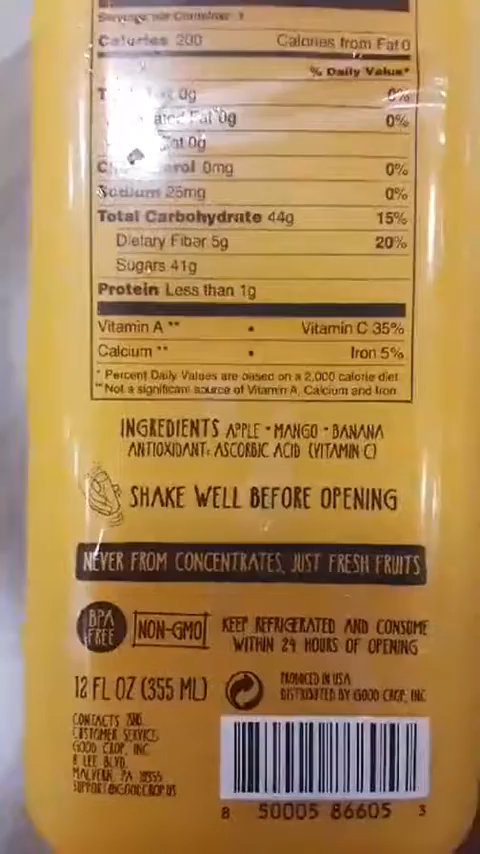 Calories 200 Calories from Fat 0
% Daily Value*
0g 0%
Fat 0g 0%
0g
0mg 0%
Sodium 25mg 0%
Total Carbohydrate 44g 15%
Dietary Fiber 5g 20%
Sugars 41g
Protein Less than 1g
Vitamin A ** • Vitamin C 35%
Calcium ** • Iron 5%
* Percent Daily Values are based on a 2,000 calorie diet
**Not a significant source of Vitamin A, Calcium and Iron
INGREDIENTS APPLE • MANGO • BANANA
ANTIOXIDANT: ASCORBIC ACID (VITAMIN C)
SHAKE WELL BEFORE OPENING
NEVER FROM CONCENTRATES, JUST FRESH FRUITS
BPA
FREE
NON-GMO
KEEP REFRIGERATED AND CONSUME
WITHIN 24 HOURS OF OPENING
12 FL OZ (355 ML)
PRODUCED IN USA
DISTRIBUTED BY GOOD CROP, INC
CONTACTS
CUSTOMER SERVICE
GOOD CROP, INC
8 LEE BLVD.
MALVERN, PA 19355
SUPPORT@GOODCROP.US
8 50005 86605 3